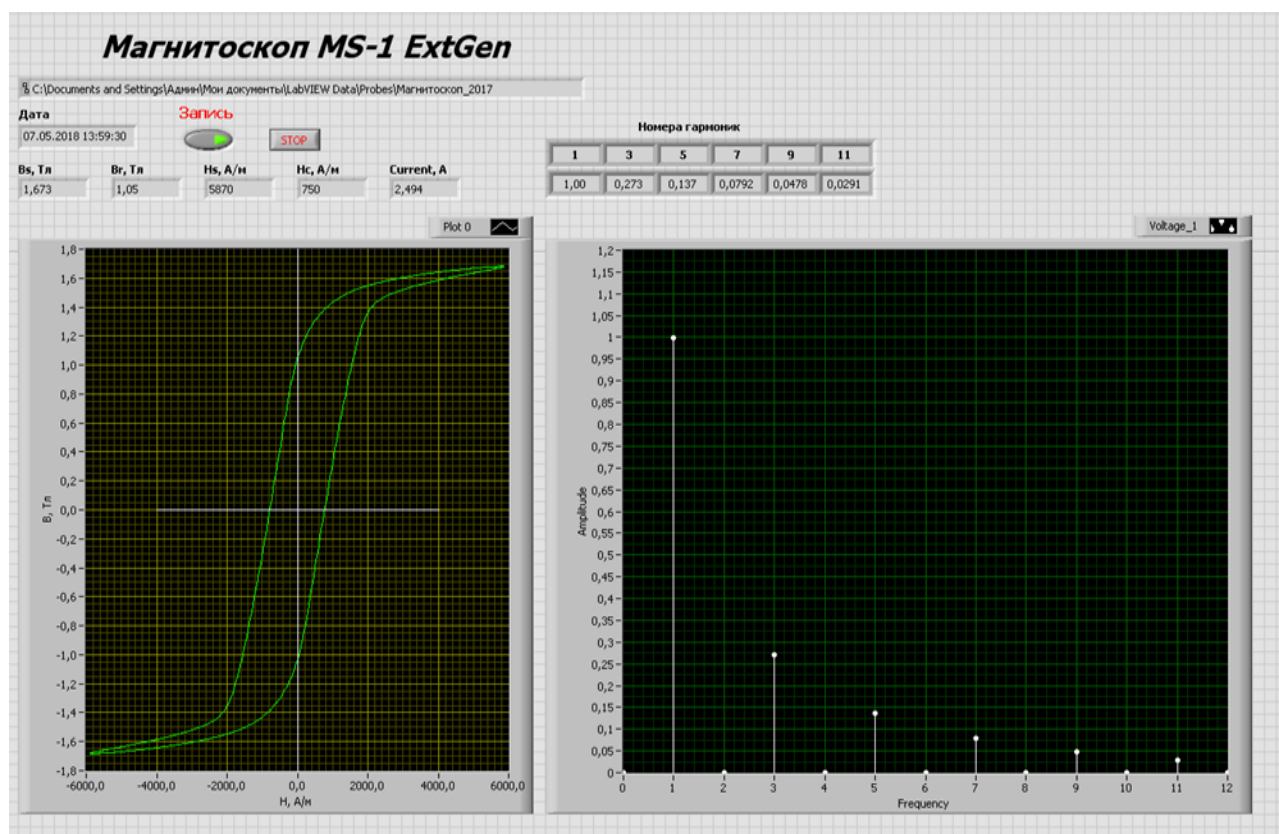 Магнитоскоп MS-1 ExtGen
C:\Documents and Settings\Админ\Мои документы\LabVIEW Data\Probes\Магнитоскоп_2017
Дата
Запись
07.05.2018 13:59:30
STOP
Bs, Тл Br, Тл Hs, А/м Hc, А/м Current, A
1,673 1,05 5870 750 2,494
Номера гармоник
1 3 5 7 9 11
1,00 0,273 0,137 0,0792 0,0478 0,0291
Plot 0
1,8
1,6
1,4
1,2
1,0
0,8
0,6
0,4
0,2
0,0
-0,2
-0,4
-0,6
-0,8
-1,0
-1,2
-1,4
-1,6
-1,8
B, Тл
-6000,0 -4000,0 -2000,0 0,0 2000,0 4000,0 6000,0
H, А/м
Voltage_1
1,2
1,15
1,1
1,05
1
0,95
0,9
0,85
0,8
0,75
0,7
0,65
0,6
0,55
0,5
0,45
0,4
0,35
0,3
0,25
0,2
0,15
0,1
0,05
0
Amplitude
0 1 2 3 4 5 6 7 8 9 10 11 12
Frequency